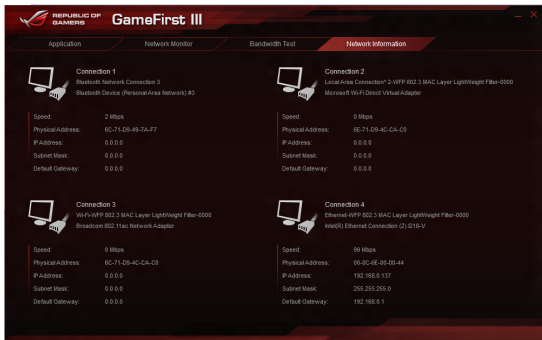 REPUBLIC OF
GAMERS
GameFirst III
Application
Network Monitor
Bandwidth Test
Network Information
Connection 1
Bluetooth Network Connection 3
Bluetooth Device (Personal Area Network) #3
Speed: 2 Mbps
Physical Address: 6C-71-D9-49-7A-F7
IP Address: 0.0.0.0
Subnet Mask: 0.0.0.0
Default Gateway: 0.0.0.0
Connection 2
Local Area Connection* 2-WFP 802.3 MAC Layer LightWeight Filter-0000
Microsoft Wi-Fi Direct Virtual Adapter
Speed: 0 Mbps
Physical Address: 6E-71-D9-4C-CA-C0
IP Address: 0.0.0.0
Subnet Mask: 0.0.0.0
Default Gateway: 0.0.0.0
Connection 3
Wi-Fi-WFP 802.3 MAC Layer LightWeight Filter-0000
Broadcom 802.11ac Network Adapter
Speed: 0 Mbps
Physical Address: 6C-71-D9-4C-CA-C0
IP Address: 0.0.0.0
Subnet Mask: 0.0.0.0
Default Gateway: 0.0.0.0
Connection 4
Ethernet-WFP 802.3 MAC Layer LightWeight Filter-0000
Intel(R) Ethernet Connection (2) I218-V
Speed: 99 Mbps
Physical Address: 00-0C-6E-00-00-44
IP Address: 192.168.0.137
Subnet Mask: 255.255.255.0
Default Gateway: 192.168.0.1